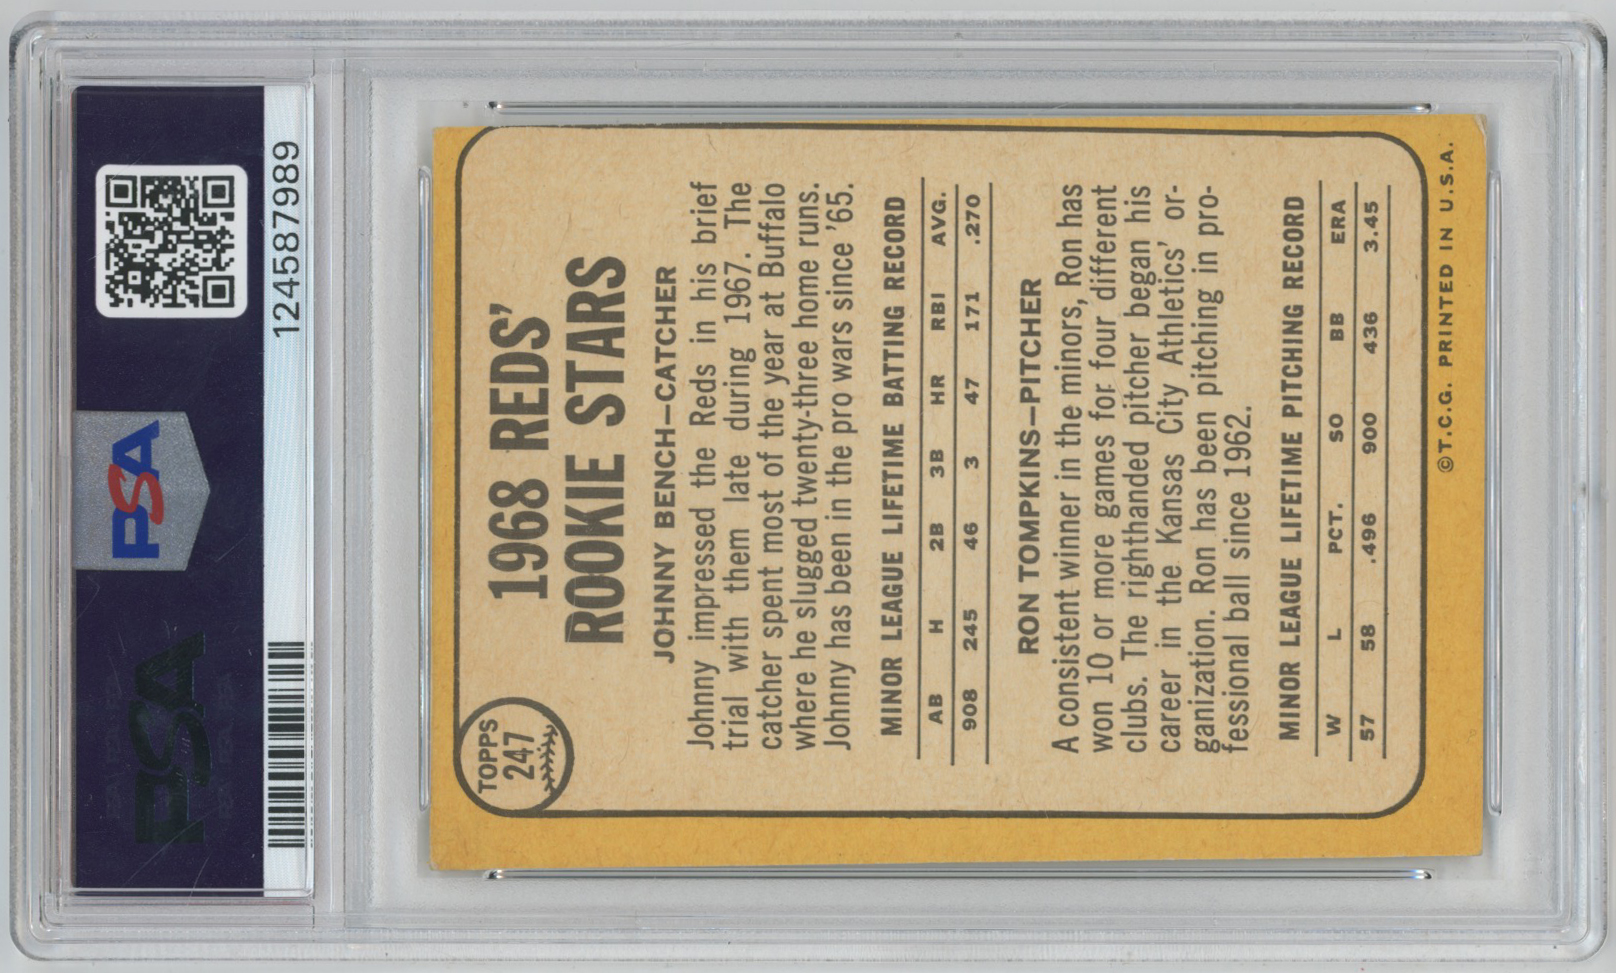 PSA
PSA
124587989
TOPPS
247
1968 REDS'
ROOKIE STARS
JOHNNY BENCH—CATCHER
Johnny impressed the Reds in his brief
trial with them late during 1967. The
catcher spent most of the year at Buffalo
where he slugged twenty-three home runs.
Johnny has been in the pro wars since '65.
MINOR LEAGUE LIFETIME BATTING RECORD
AB H 2B 3B HR RBI AVG.
908 245 46 3 47 171 .270
RON TOMPKINS—PITCHER
A consistent winner in the minors, Ron has
won 10 or more games for four different
clubs. The righthanded pitcher began his
career in the Kansas City Athletics' or-
ganization. Ron has been pitching in pro-
fessional ball since 1962.
MINOR LEAGUE LIFETIME PITCHING RECORD
W L PCT. SO BB ERA
57 58 .496 900 436 3.45
©T.C.G. PRINTED IN U.S.A.